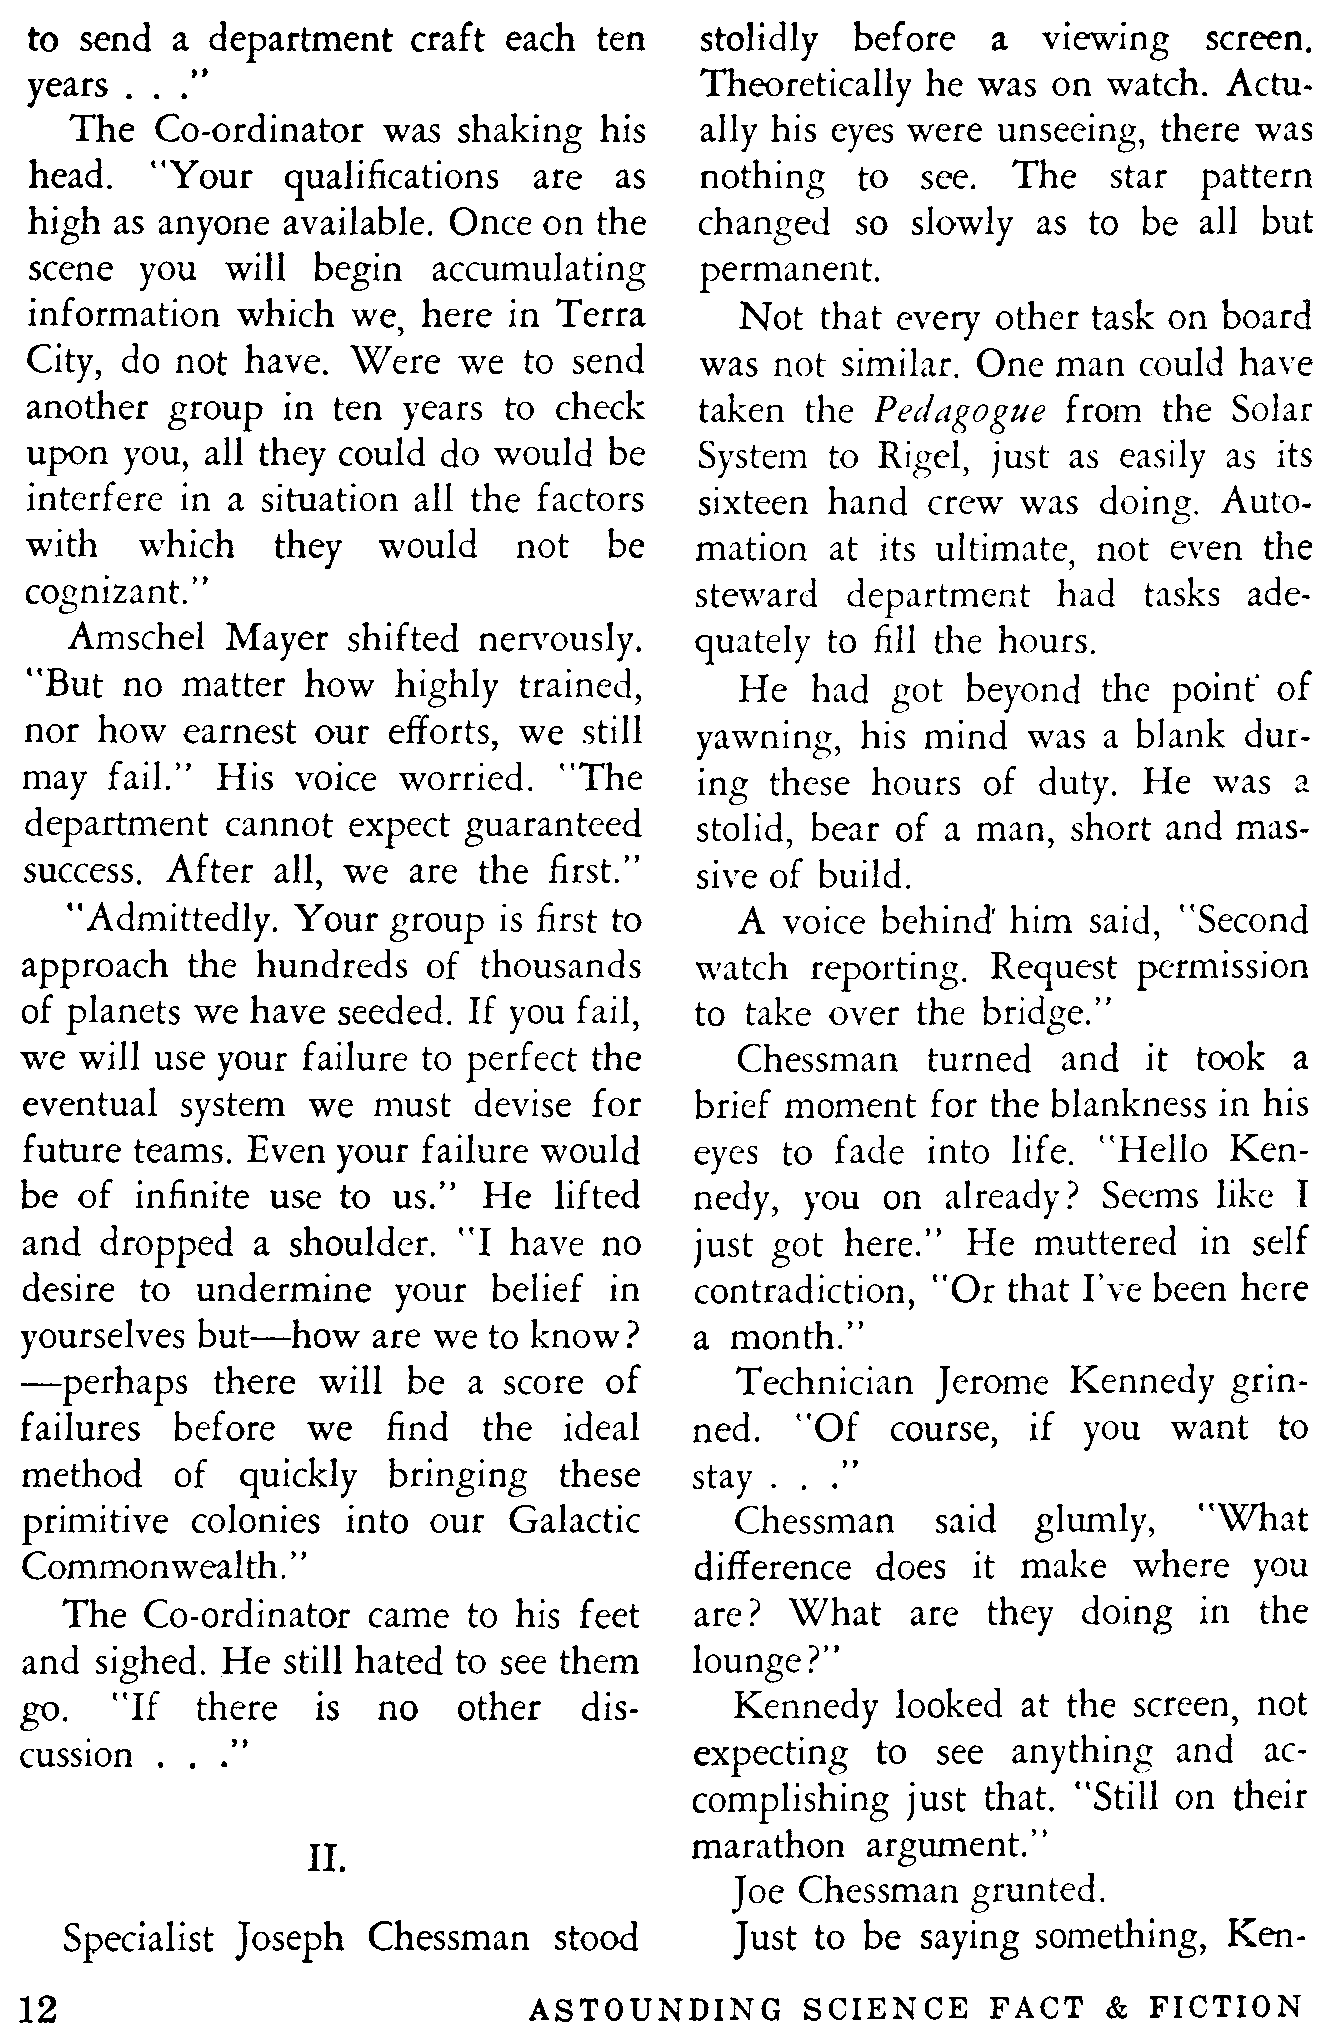 to send a department craft each ten
years . . ."
The Co-ordinator was shaking his
head. "Your qualifications are as
high as anyone available. Once on the
scene you will begin accumulating
information which we, here in Terra
City, do not have. Were we to send
another group in ten years to check
upon you, all they could do would be
interfere in a situation all the factors
with which they would not be
cognizant."
Amschel Mayer shifted nervously.
"But no matter how highly trained,
nor how earnest our efforts, we still
may fail." His voice worried. "The
department cannot expect guaranteed
success. After all, we are the first."
"Admittedly. Your group is first to
approach the hundreds of thousands
of planets we have seeded. If you fail,
we will use your failure to perfect the
eventual system we must devise for
future teams. Even your failure would
be of infinite use to us." He lifted
and dropped a shoulder. "I have no
desire to undermine your belief in
yourselves but—how are we to know?
—perhaps there will be a score of
failures before we find the ideal
method of quickly bringing these
primitive colonies into our Galactic
Commonwealth."
The Co-ordinator came to his feet
and sighed. He still hated to see them
go. "If there is no other dis-
cussion . . ."
II.
Specialist Joseph Chessman stood
stolidly before a viewing screen.
Theoretically he was on watch. Actu-
ally his eyes were unseeing, there was
nothing to see. The star pattern
changed so slowly as to be all but
permanent.
Not that every other task on board
was not similar. One man could have
taken the Pedagogue from the Solar
System to Rigel, just as easily as its
sixteen hand crew was doing. Auto-
mation at its ultimate, not even the
steward department had tasks ade-
quately to fill the hours.
He had got beyond the point of
yawning, his mind was a blank dur-
ing these hours of duty. He was a
stolid, bear of a man, short and mas-
sive of build.
A voice behind him said, "Second
watch reporting. Request permission
to take over the bridge."
Chessman turned and it took a
brief moment for the blankness in his
eyes to fade into life. "Hello Ken-
nedy, you on already? Seems like I
just got here." He muttered in self
contradiction, "Or that I've been here
a month."
Technician Jerome Kennedy grin-
ned. "Of course, if you want to
stay . . ."
Chessman said glumly, "What
difference does it make where you
are? What are they doing in the
lounge?"
Kennedy looked at the screen, not
expecting to see anything and ac-
complishing just that. "Still on their
marathon argument."
Joe Chessman grunted.
Just to be saying something, Ken-
12 ASTOUNDING SCIENCE FACT & FICTION